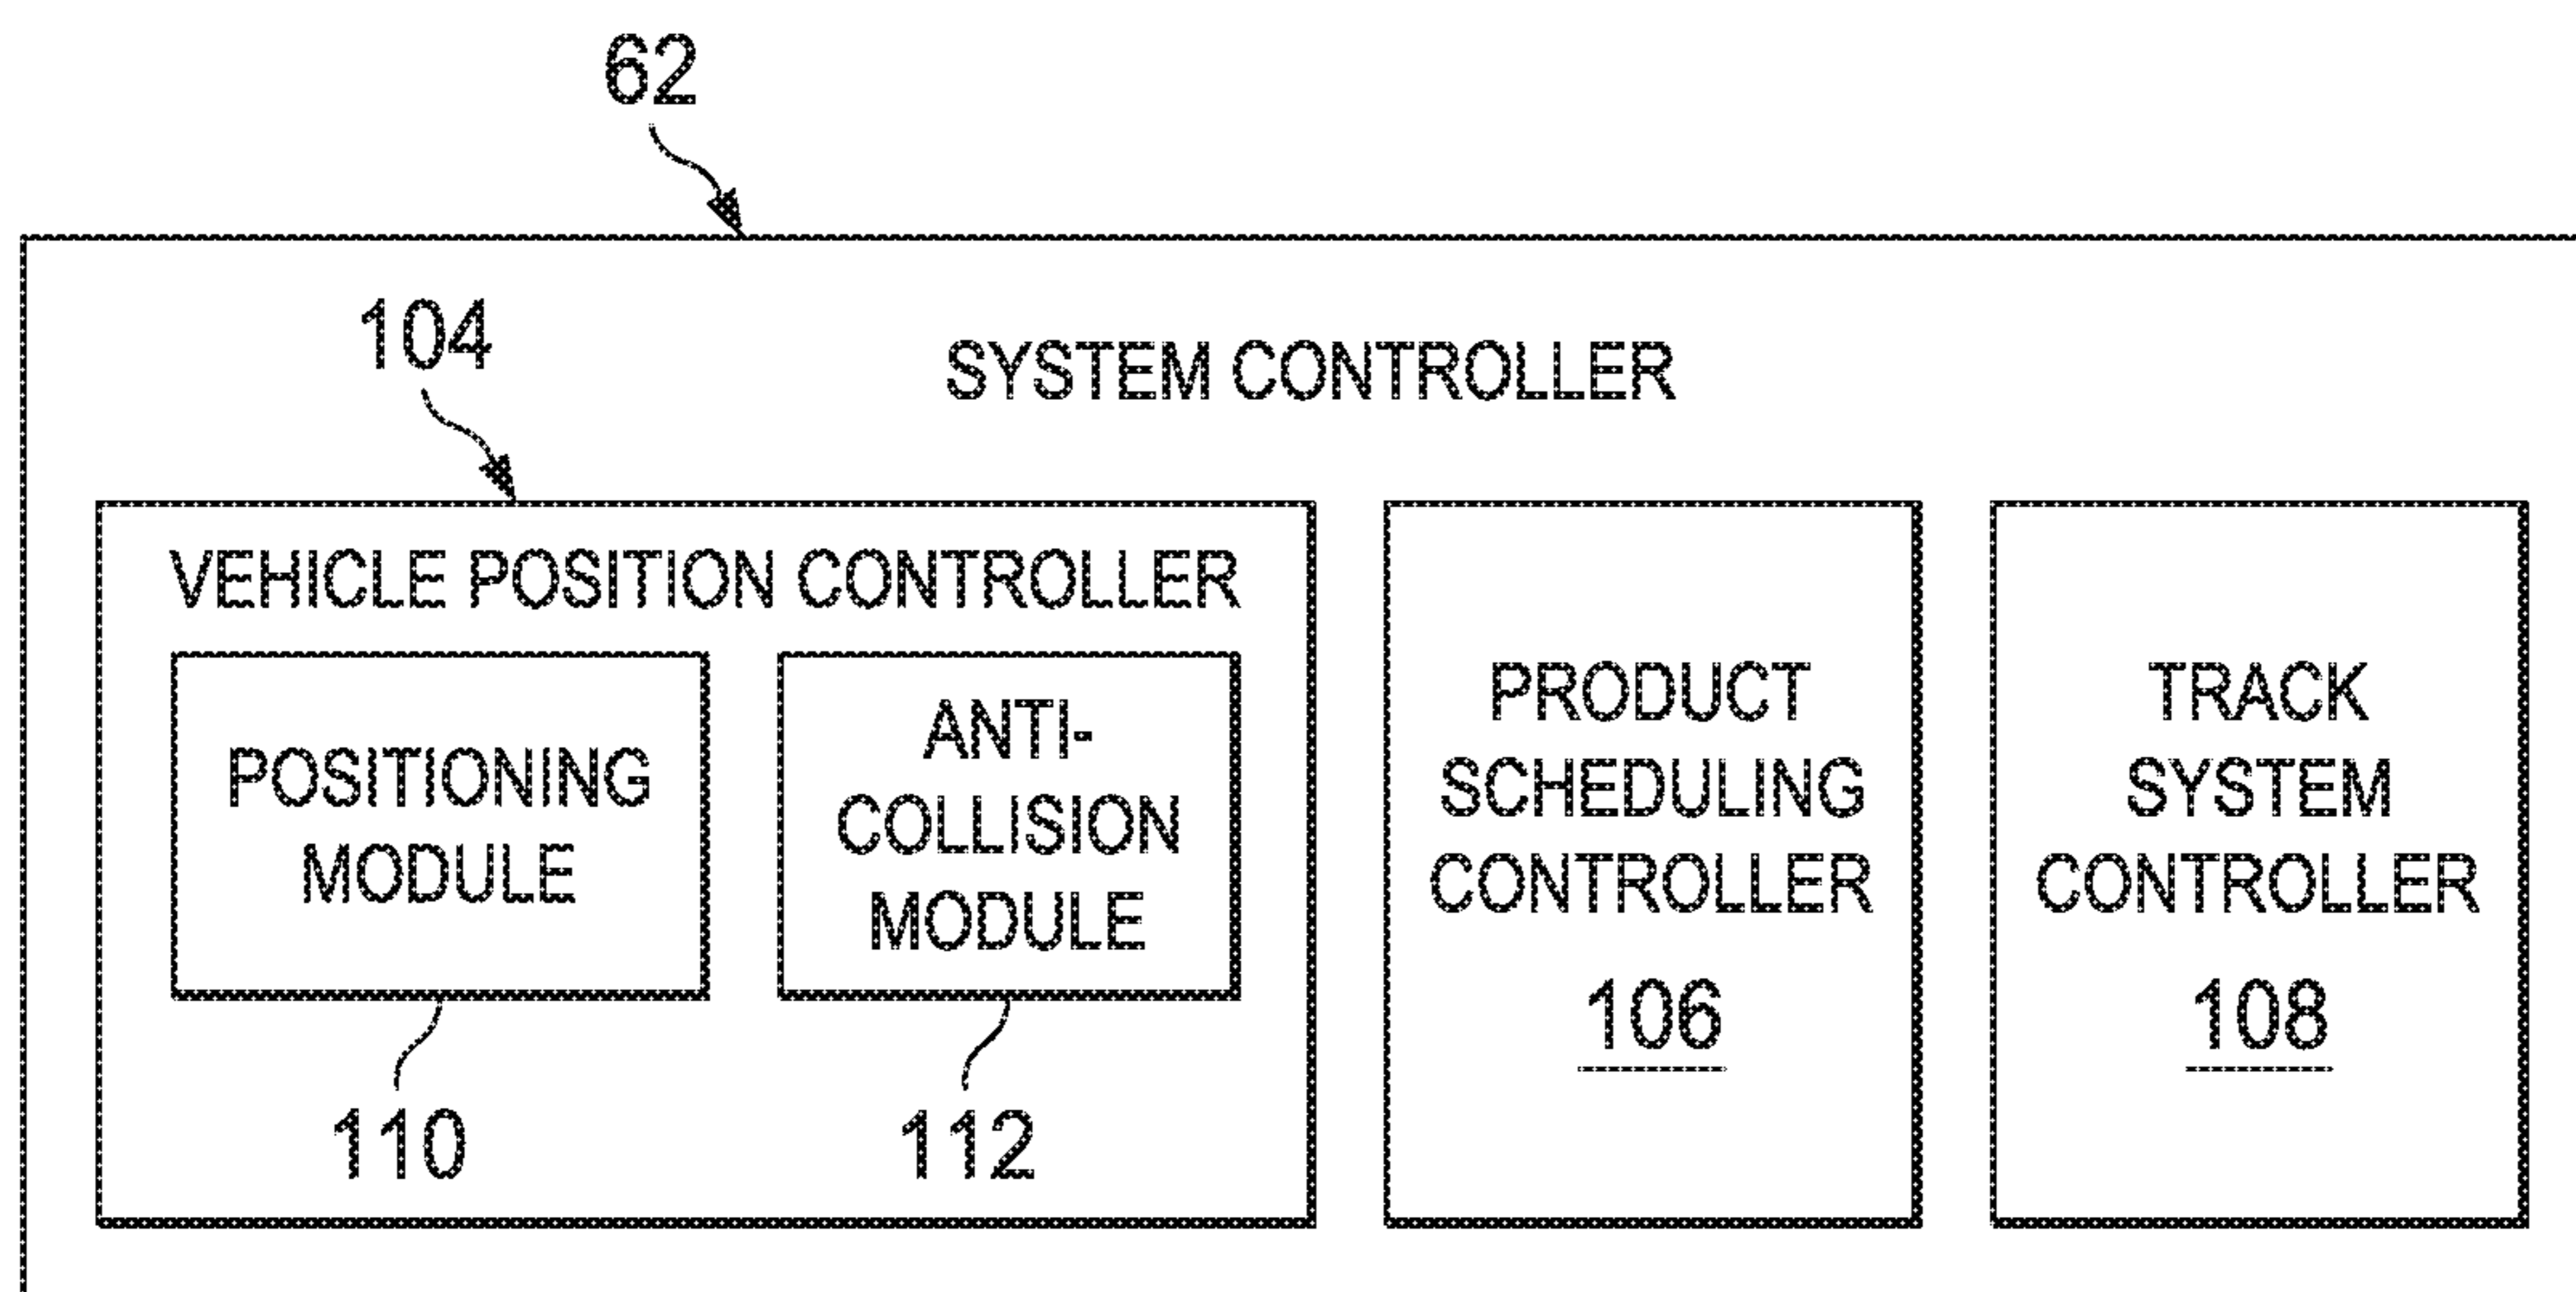 62
104
SYSTEM CONTROLLER
VEHICLE POSITION CONTROLLER
POSITIONING
MODULE
110
ANTI-
COLLISION
MODULE
112
PRODUCT
SCHEDULING
CONTROLLER
106
TRACK
SYSTEM
CONTROLLER
108